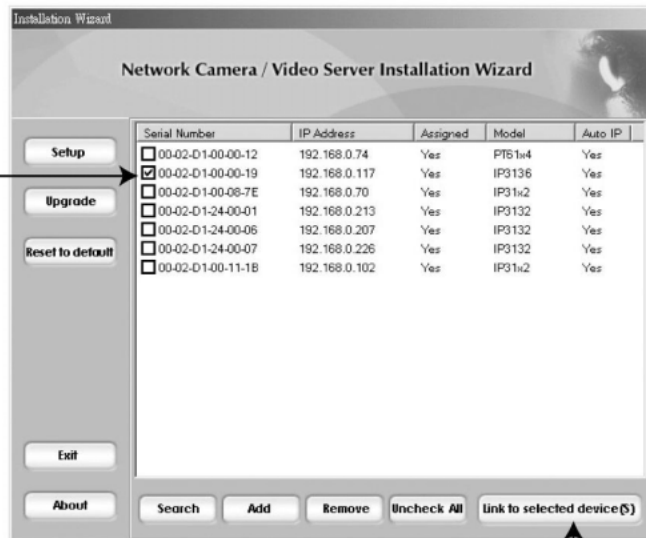 Installation Wizard
Network Camera / Video Server Installation Wizard
Setup
Upgrade
Reset to default
Exit
About
Serial Number IP Address Assigned Model Auto IP
00-02-D1-00-00-12 192.168.0.74 Yes PT61x4 Yes
00-02-D1-00-00-19 192.168.0.117 Yes IP3136 Yes
00-02-D1-00-08-7E 192.168.0.70 Yes IP31x2 Yes
00-02-D1-24-00-01 192.168.0.213 Yes IP3132 Yes
00-02-D1-24-00-06 192.168.0.207 Yes IP3132 Yes
00-02-D1-24-00-07 192.168.0.226 Yes IP3132 Yes
00-02-D1-00-11-1B 192.168.0.102 Yes IP31x2 Yes
Search Add Remove Uncheck All Link to selected device(S)